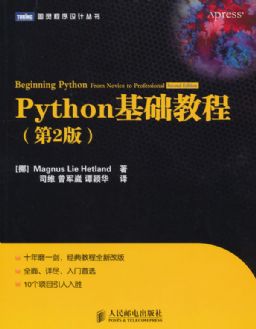 TURING 图灵程序设计丛书
Apress
Beginning Python From Novice to Professional Second Edition
Python基础教程
(第2版)
[挪] Magnus Lie Hetland 著
司维 曾军崴 谭颖华 译
十年磨一剑,经典教程全新改版
全面、详尽,入门首选
10个项目引人入胜
人民邮电出版社
POSTS & TELECOM PRESS